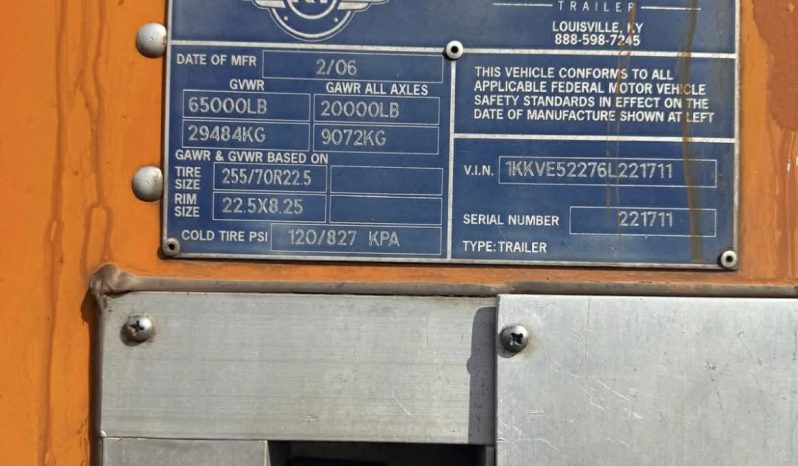 TRAILER
LOUISVILLE, KY
888-598-7245
DATE OF MFR 2/06
GVWR GAWR ALL AXLES
65000LB 20000LB
29484KG 9072KG
GAWR & GVWR BASED ON
TIRE SIZE 255/70R22.5
RIM SIZE 22.5X8.25
COLD TIRE PSI 120/827 KPA
THIS VEHICLE CONFORMS TO ALL
APPLICABLE FEDERAL MOTOR VEHICLE
SAFETY STANDARDS IN EFFECT ON THE
DATE OF MANUFACTURE SHOWN AT LEFT
V.I.N. 1KKVE52276L221711
SERIAL NUMBER 221711
TYPE: TRAILER